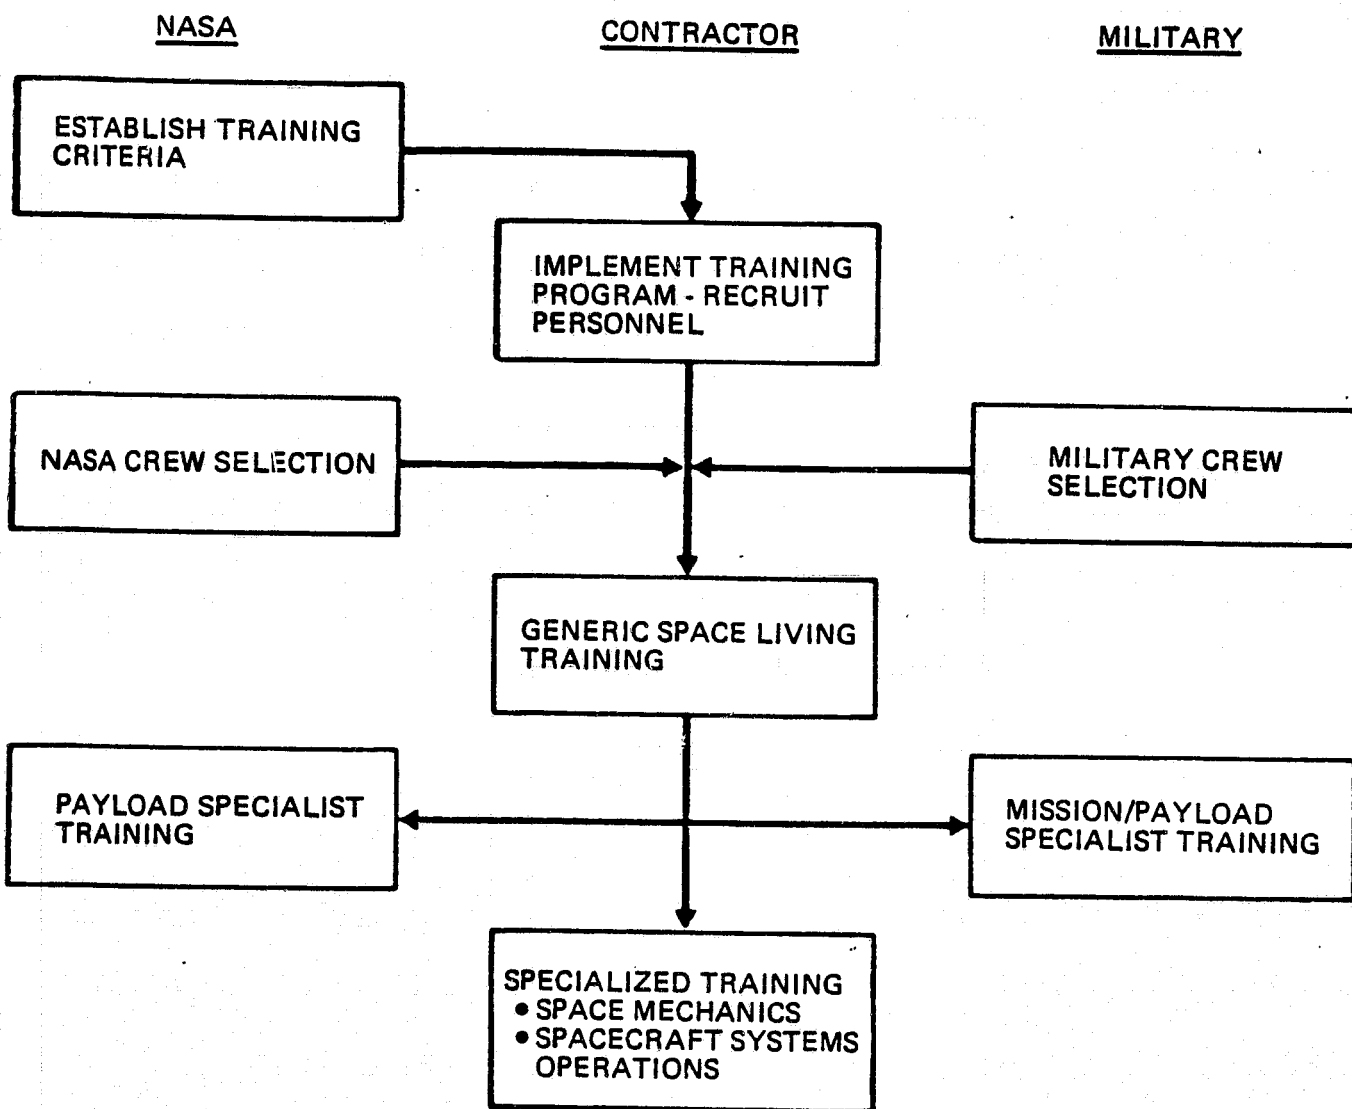 NASA
CONTRACTOR
MILITARY
ESTABLISH TRAINING
CRITERIA
IMPLEMENT TRAINING
PROGRAM - RECRUIT
PERSONNEL
NASA CREW SELECTION
MILITARY CREW
SELECTION
GENERIC SPACE LIVING
TRAINING
PAYLOAD SPECIALIST
TRAINING
MISSION/PAYLOAD
SPECIALIST TRAINING
SPECIALIZED TRAINING
• SPACE MECHANICS
• SPACECRAFT SYSTEMS
OPERATIONS